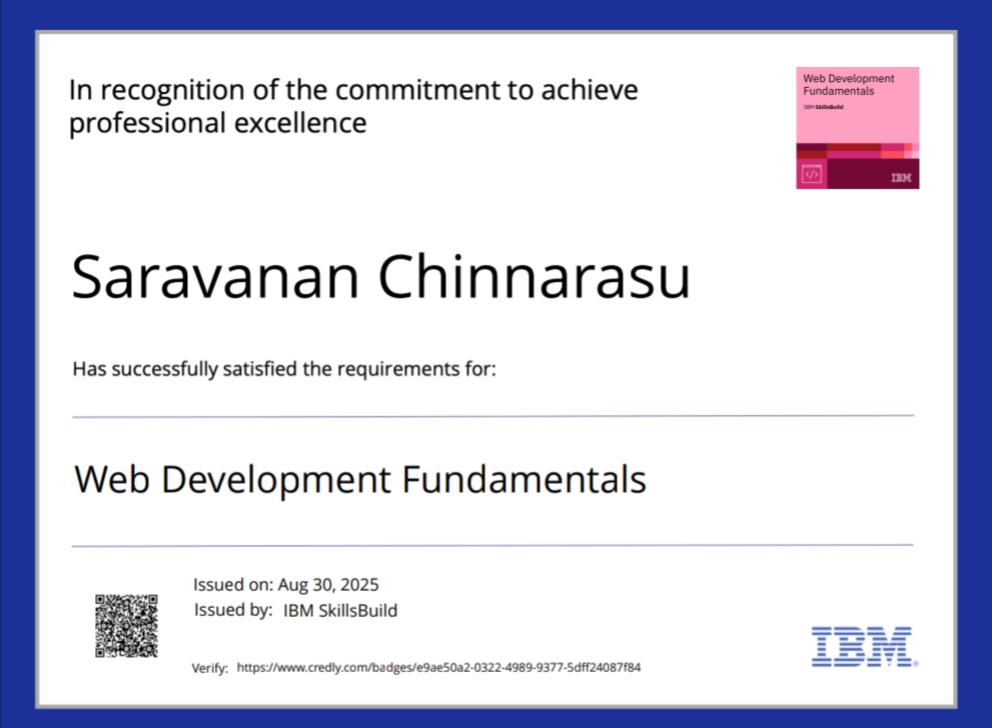 In recognition of the commitment to achieve
professional excellence
Web Development
Fundamentals
IBM SkillsBuild
</>
IBM
Saravanan Chinnarasu
Has successfully satisfied the requirements for:
Web Development Fundamentals
Issued on: Aug 30, 2025
Issued by: IBM SkillsBuild
Verify: https://www.credly.com/badges/e9ae50a2-0322-4989-9377-5dff24087f84
IBM®